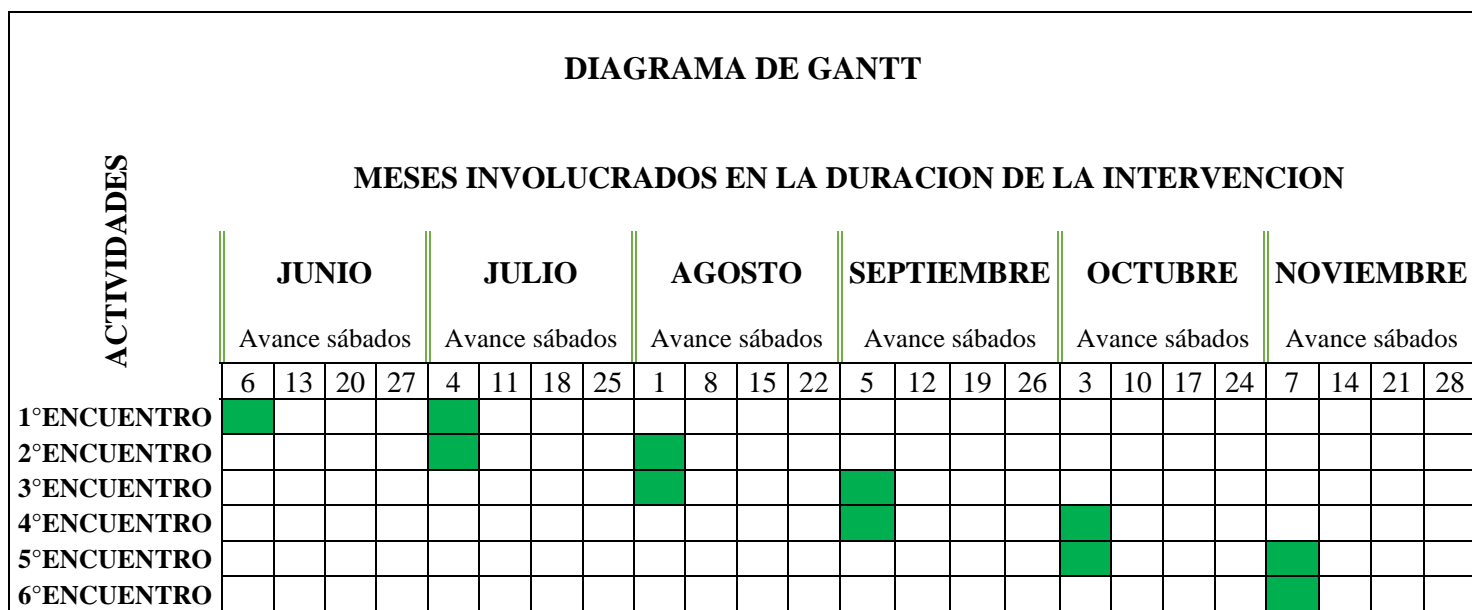 DIAGRAMA DE GANTT
ACTIVIDADES
MESES INVOLUCRADOS EN LA DURACION DE LA INTERVENCION
JUNIO JULIO AGOSTO SEPTIEMBRE OCTUBRE NOVIEMBRE
Avance sábados Avance sábados Avance sábados Avance sábados Avance sábados Avance sábados
6 13 20 27 4 11 18 25 1 8 15 22 5 12 19 26 3 10 17 24 7 14 21 28
1°ENCUENTRO
2°ENCUENTRO
3°ENCUENTRO
4°ENCUENTRO
5°ENCUENTRO
6°ENCUENTRO